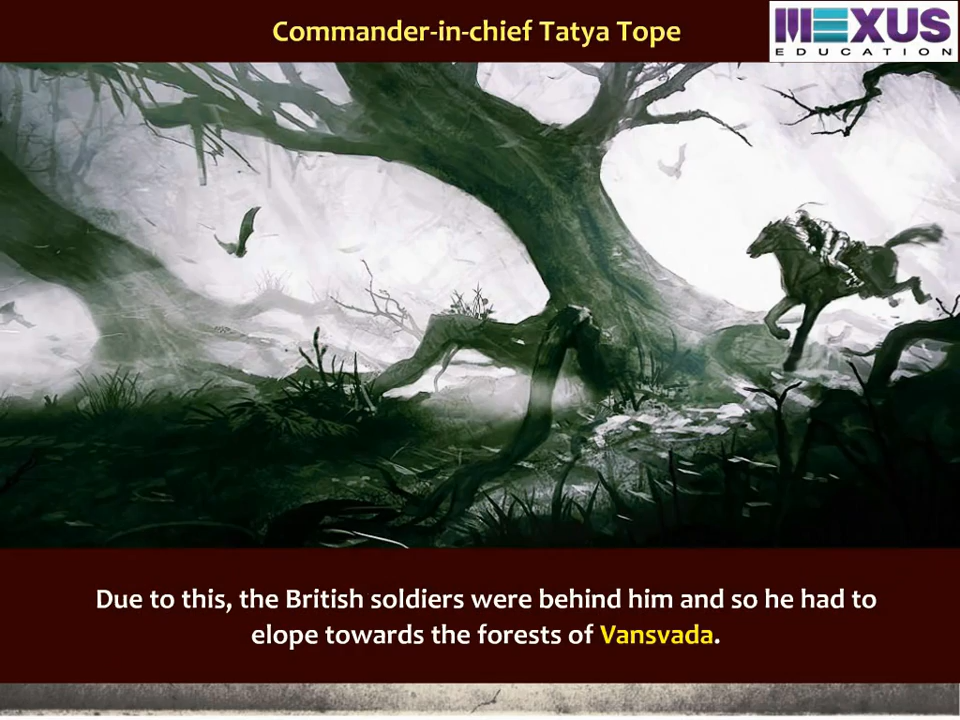 Commander-in-chief Tatya Tope
MEXUS
EDUCATION
Due to this, the British soldiers were behind him and so he had to
elope towards the forests of Vansvada.